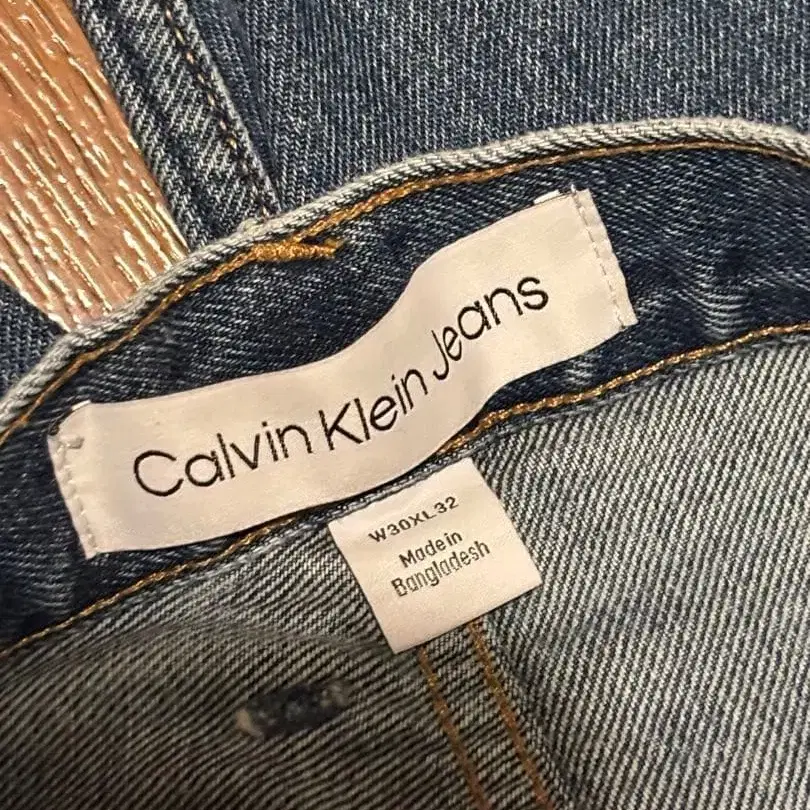 Calvin Klein Jeans
W30XL32
Made in
Bangladesh